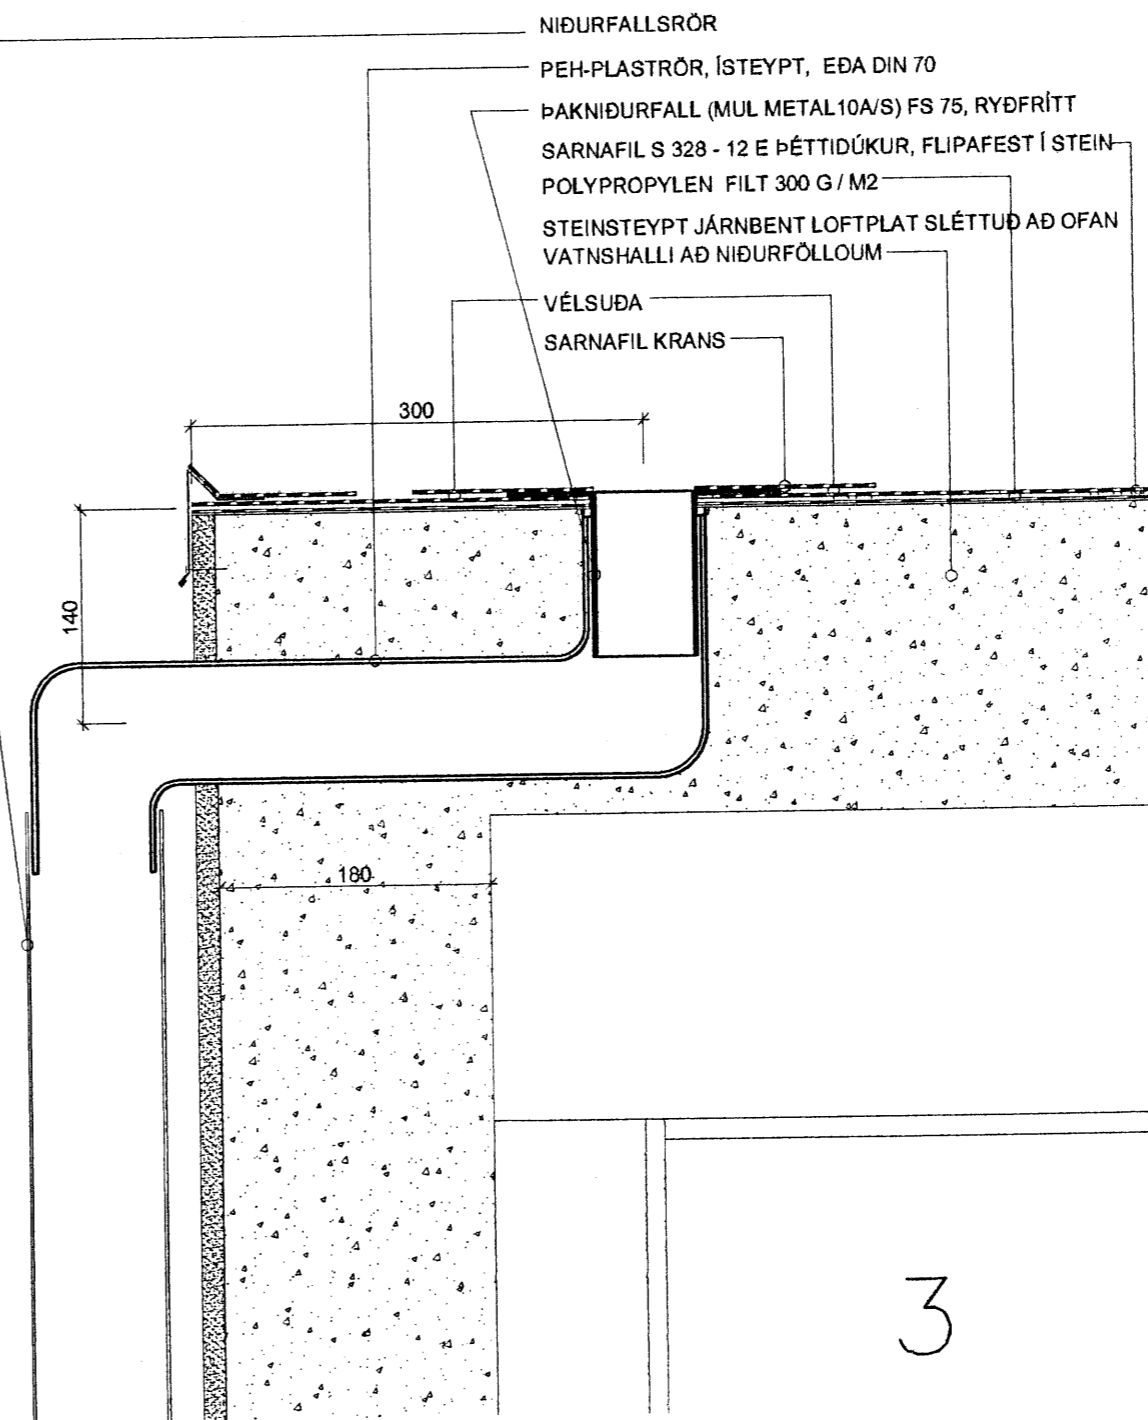 NIÐURFALLSRÖR
PEH-PLASTRÖR, ÍSTEYPT, EÐA DIN 70
ÞAKNIÐURFALL (MUL METAL10A/S) FS 75, RYÐFRÍTT
SARNAFIL S 328 - 12 E ÞÉTTIDÚKUR, FLIPAFEST Í STEIN
POLYPROPYLEN FILT 300 G / M2
STEINSTEYPT JÁRNBENT LOFTPLAT SLÉTTUÐ AÐ OFAN
VATNSHALLI AÐ NIÐURFÖLLOUM
VÉLSUÐA
SARNAFIL KRANS
300
140
180
3